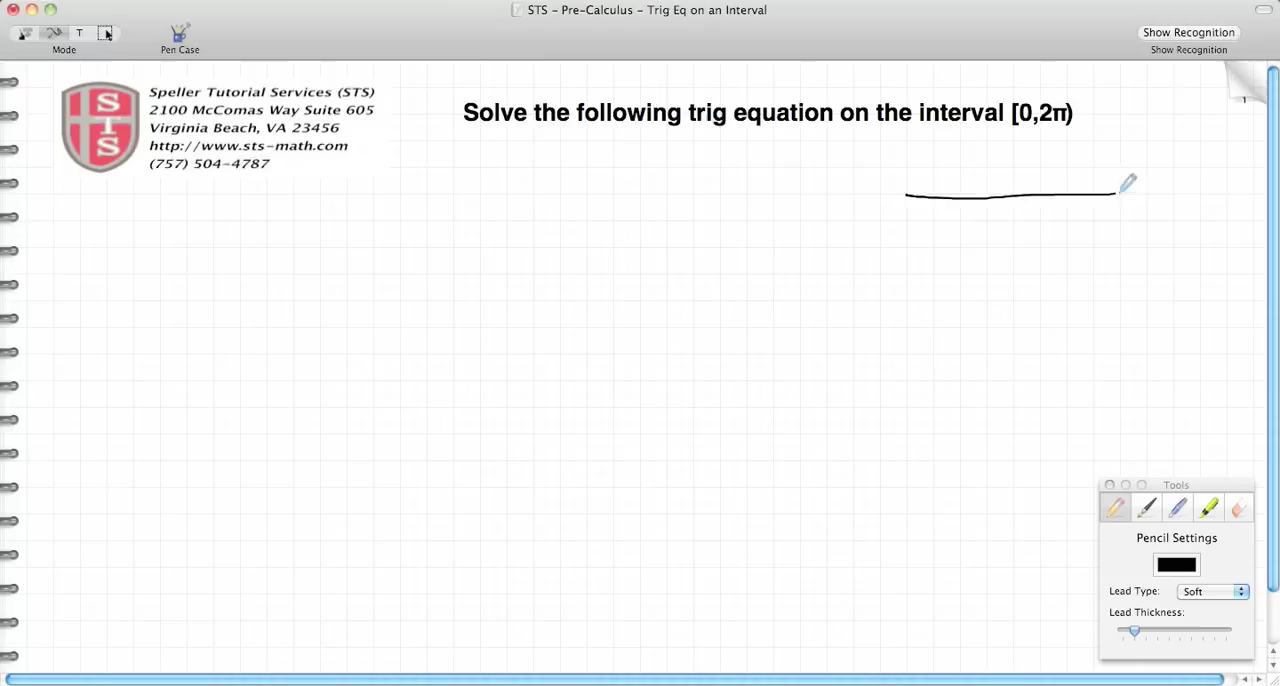 STS - Pre-Calculus - Trig Eq on an Interval
T
Mode
Pen Case
Show Recognition
Show Recognition
STS
Speller Tutorial Services (STS)
2100 McComas Way Suite 605
Virginia Beach, VA 23456
http://www.sts-math.com
(757) 504-4787
Solve the following trig equation on the interval [0,2π)
1
Tools
Pencil Settings
Lead Type: Soft
Lead Thickness: